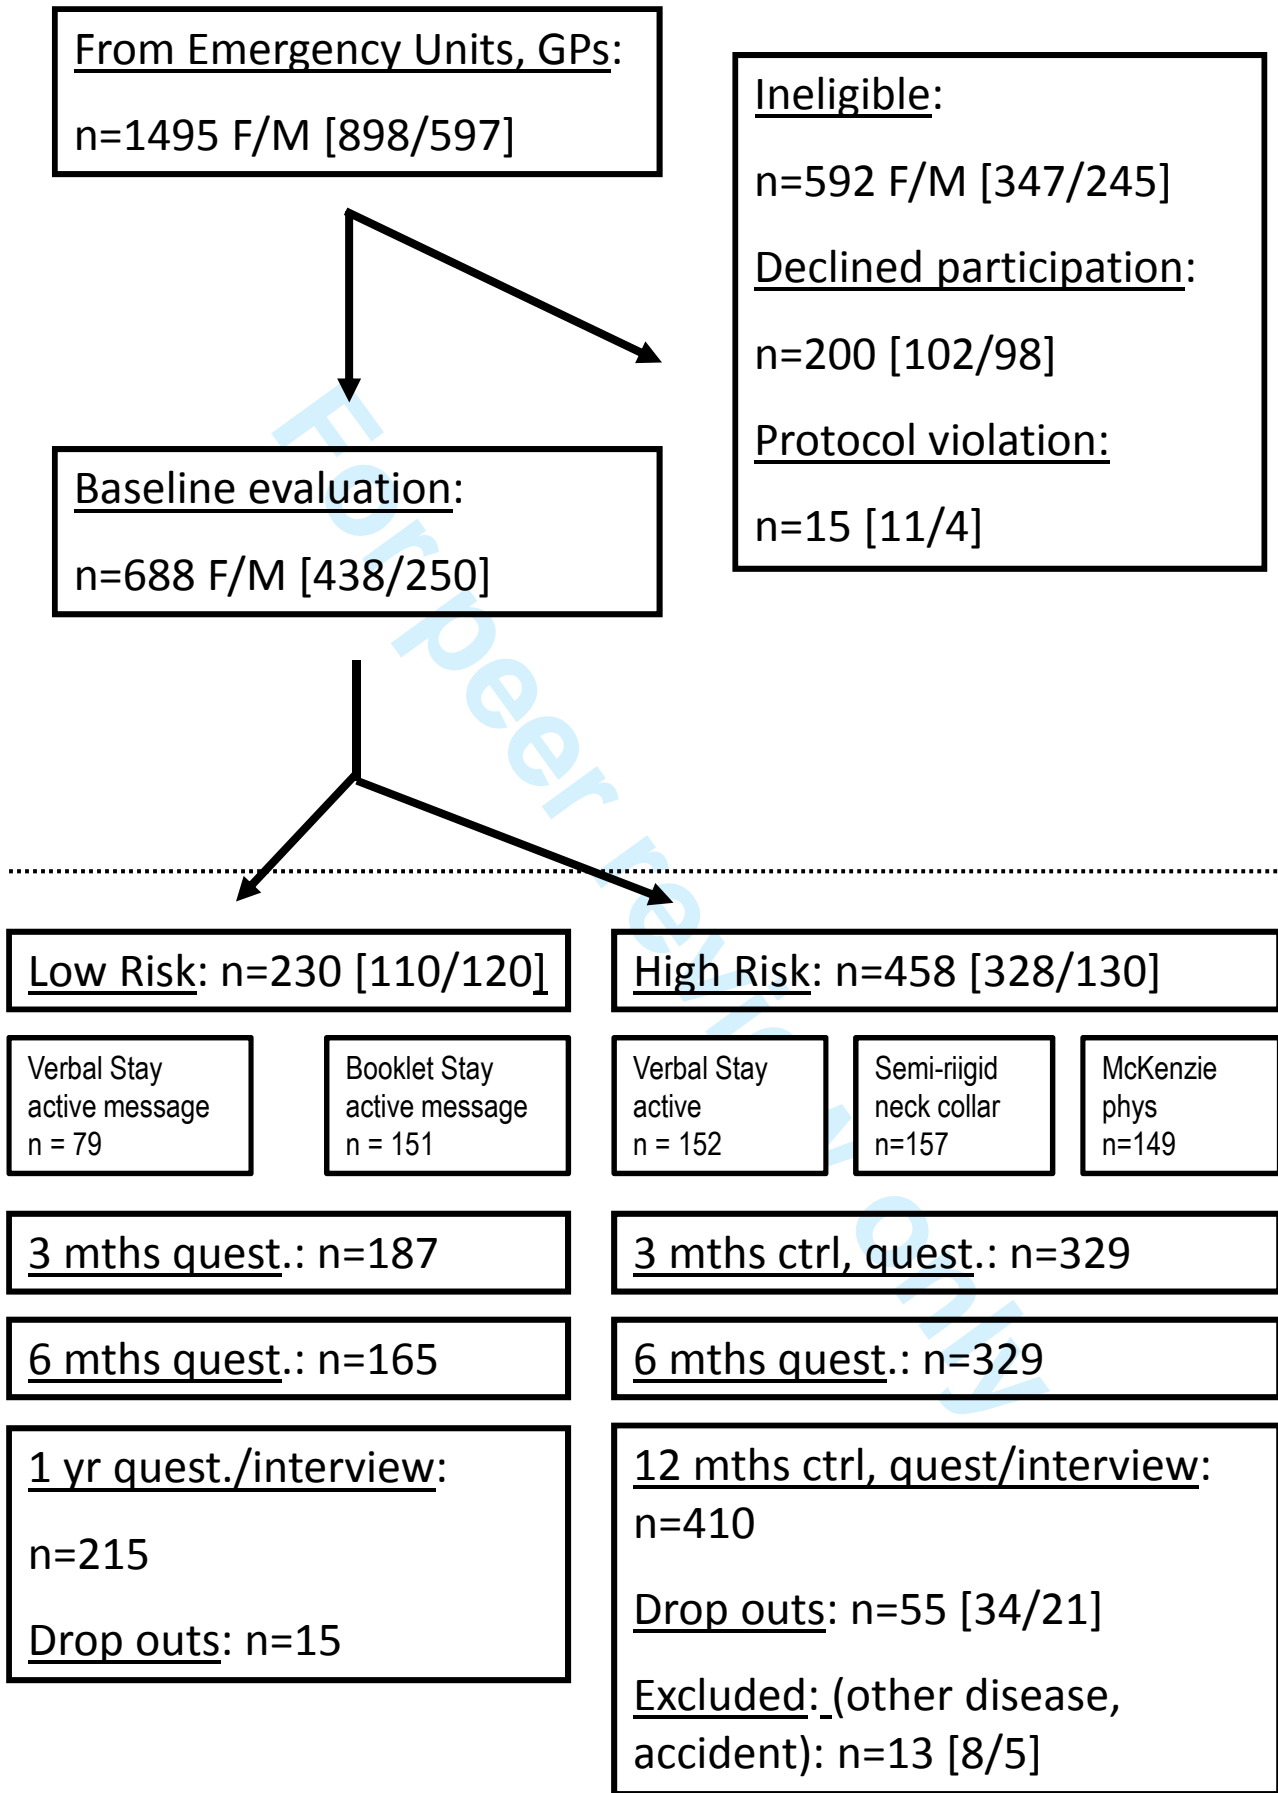 From Emergency Units, GPs:
n=1495 F/M [898/597]
Ineligible:
n=592 F/M [347/245]
Declined participation:
n=200 [102/98]
Protocol violation:
n=15 [11/4]
Baseline evaluation:
n=688 F/M [438/250]
Low Risk: n=230 [110/120]
High Risk: n=458 [328/130]
Verbal Stay
active message
n = 79
Booklet Stay
active message
n = 151
Verbal Stay
active
n = 152
Semi-riigid
neck collar
n=157
McKenzie
phys
n=149
3 mths quest.: n=187
3 mths ctrl, quest.: n=329
6 mths quest.: n=165
6 mths quest.: n=329
1 yr quest./interview:
n=215
Drop outs: n=15
12 mths ctrl, quest/interview:
n=410
Drop outs: n=55 [34/21]
Excluded: (other disease,
accident): n=13 [8/5]
For peer review only